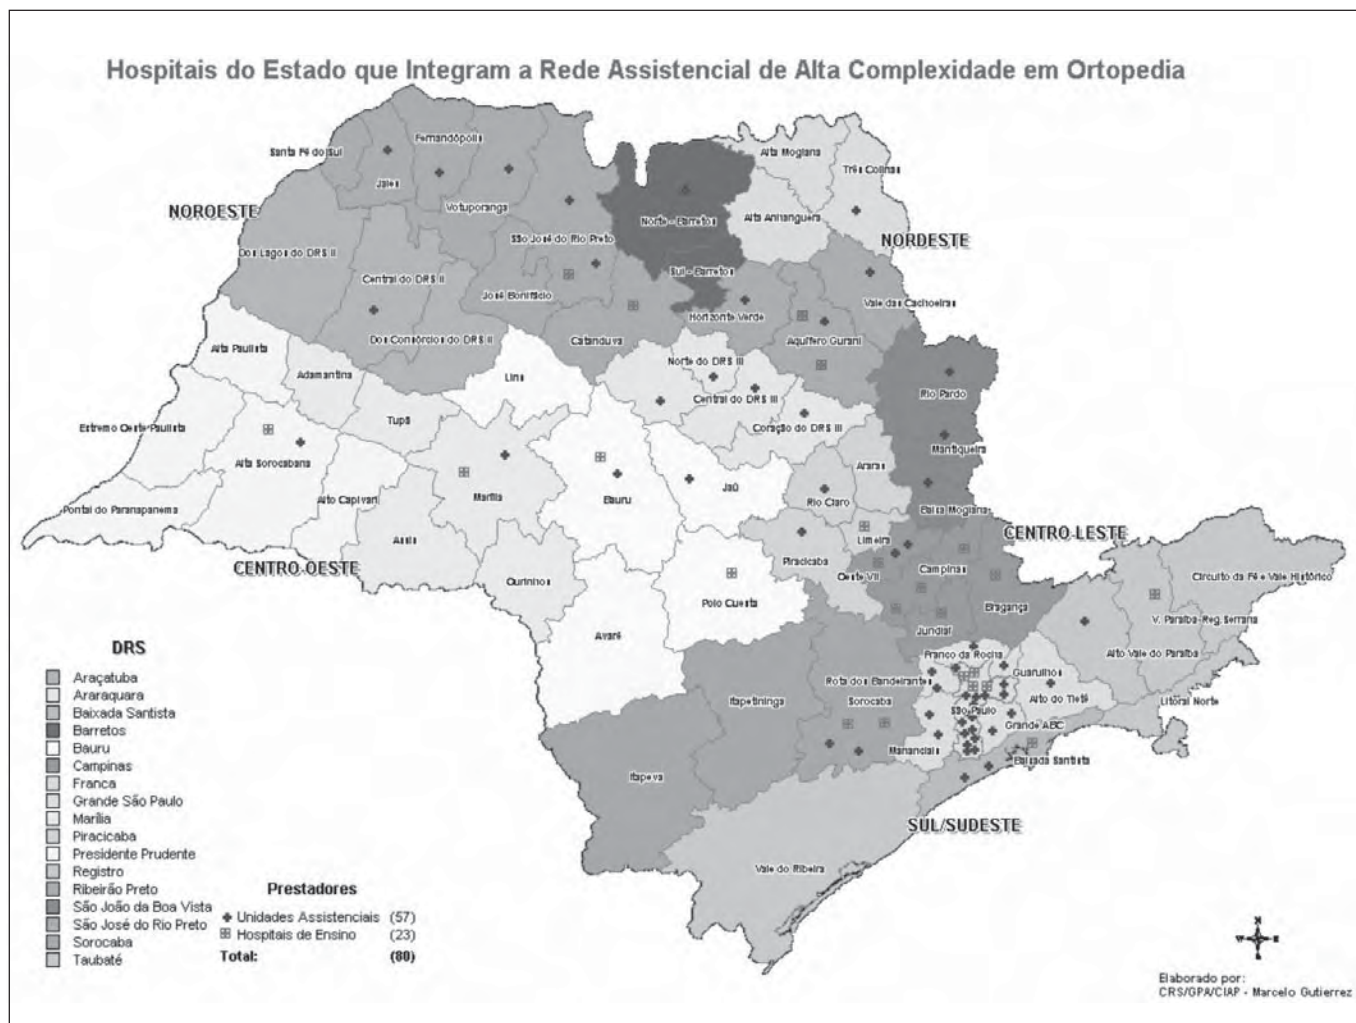 Hospitais do Estado que Integram a Rede Assistencial de Alta Complexidade em Ortopedia
Santa Fé do Sul
Fernandópolis
Jales
Votuporanga
Alta Mogiana
Três Colinas
NOROESTE
Norte - Barretos
Alta Anhanguera
São José do Rio Preto
NORDESTE
Dos Lagos do DRS II
Central do DRS II
Sul - Barretos
José Bonifácio
Horizonte Verde
Vale das Cachoeiras
Dos Consórcios do DRS II
Catanduva
Aquífero Gurani
Alta Paulista
Adamantina
Lins
Norte do DRS III
Central do DRS III
Rio Pardo
Extremo Oeste Paulista
Tupã
Coração do DRS III
Mantiqueira
Alta Sorocabana
Araras
Alto Capivari
Marília
Bauru
Jaú
Rio Claro
Pontal do Paranapanema
Baixa Mogiana
Assis
Limeira
CENTRO-LESTE
CENTRO-OESTE
Ourinhos
Piracicaba
Oeste VII
Campinas
Circuito da Fé e Vale Histórico
Polo Cuesta
Bragança
V. Paraíba-Reg. Serrana
Avaré
Jundiaí
Alto Vale do Paraíba
Franco da Rocha
Guarulhos
Rota dos Bandeirantes
Alto do Tietê
Itapetininga
Sorocaba
São Paulo
Litoral Norte
Grande ABC
Mananciais
Baixada Santista
Itapeva
SUL/SUDESTE
Vale do Ribeira
DRS
Araçatuba
Araraquara
Baixada Santista
Barretos
Bauru
Campinas
Franca
Grande São Paulo
Marília
Piracicaba
Presidente Prudente
Registro
Ribeirão Preto
São João da Boa Vista
São José do Rio Preto
Sorocaba
Taubaté
Prestadores
Unidades Assistenciais (57)
Hospitais de Ensino (23)
Total: (80)
Elaborado por:
CRS/GPA/CIAP - Marcelo Gutierrez